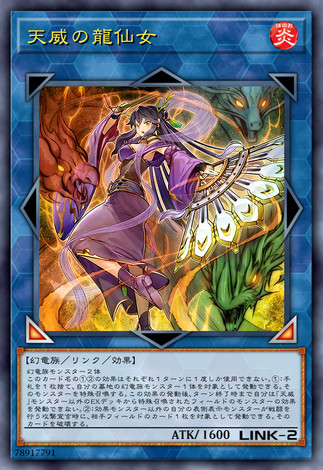 天威の龍仙女
炎
【幻竜族／リンク／効果】
幻竜族モンスター２体
このカード名の①②の効果はそれぞれ１ターンに１度しか使用できない。①：手
札を１枚捨て、自分の墓地の幻竜族モンスター１体を対象として発動できる。そ
のモンスターを特殊召喚する。この効果の発動後、ターン終了時まで自分は「天威」
モンスター以外のEXデッキから特殊召喚されたフィールドのモンスターの効果
を発動できない。②：効果モンスター以外の自分の表側表示モンスターが戦闘を
行う攻撃宣言時に、相手フィールドのカード１枚を対象として発動できる。その
カードを破壊する。
ATK/ 1600 LINK-2
78917791